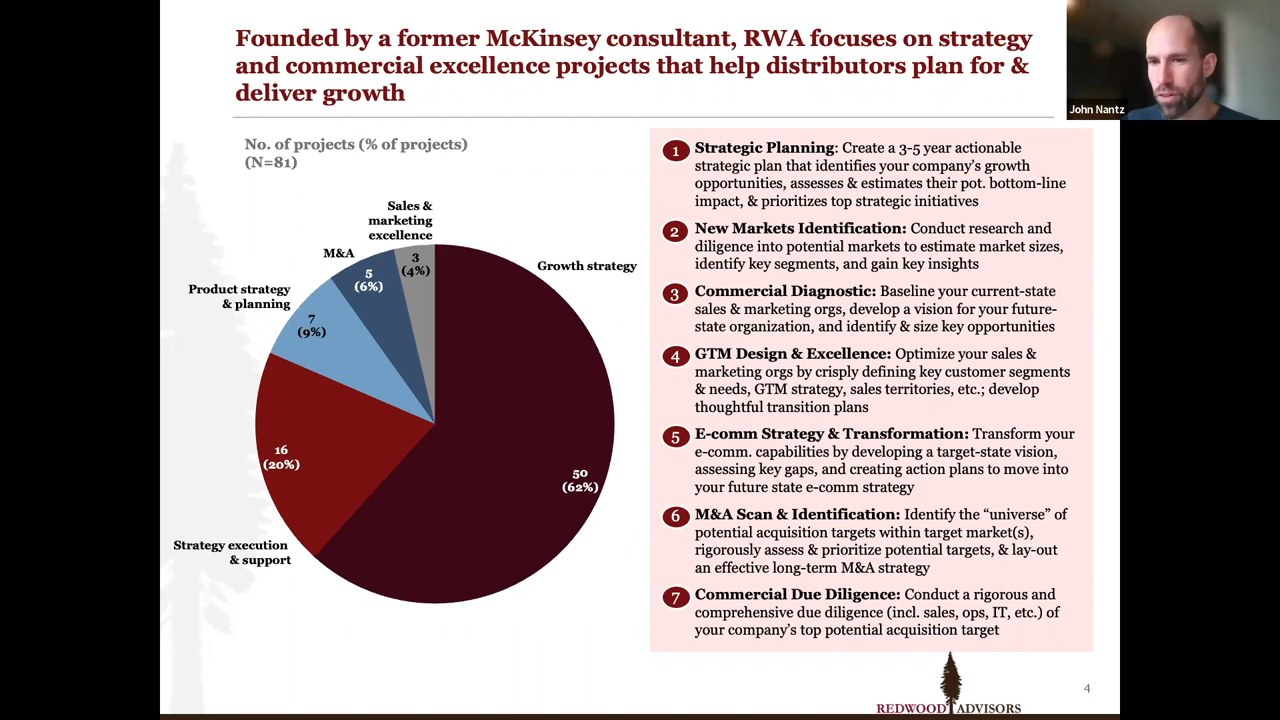 Founded by a former McKinsey consultant, RWA focuses on strategy
and commercial excellence projects that help distributors plan for &
deliver growth
John Nantz
No. of projects (% of projects)
(N=81)
Sales &
marketing
excellence
3
(4%)
M&A
5
(6%)
Growth strategy
Product strategy
& planning
7
(9%)
16
(20%)
50
(62%)
Strategy execution
& support
1 Strategic Planning: Create a 3-5 year actionable
strategic plan that identifies your company's growth
opportunities, assesses & estimates their pot. bottom-line
impact, & prioritizes top strategic initiatives
2 New Markets Identification: Conduct research and
diligence into potential markets to estimate market sizes,
identify key segments, and gain key insights
3 Commercial Diagnostic: Baseline your current-state
sales & marketing orgs, develop a vision for your future-
state organization, and identify & size key opportunities
4 GTM Design & Excellence: Optimize your sales &
marketing orgs by crisply defining key customer segments
& needs, GTM strategy, sales territories, etc.; develop
thoughtful transition plans
5 E-comm Strategy & Transformation: Transform your
e-comm. capabilities by developing a target-state vision,
assessing key gaps, and creating action plans to move into
your future state e-comm strategy
6 M&A Scan & Identification: Identify the “universe” of
potential acquisition targets within target market(s),
rigorously assess & prioritize potential targets, & lay-out
an effective long-term M&A strategy
7 Commercial Due Diligence: Conduct a rigorous and
comprehensive due diligence (incl. sales, ops, IT, etc.) of
your company's top potential acquisition target
4
REDWOOD ADVISORS